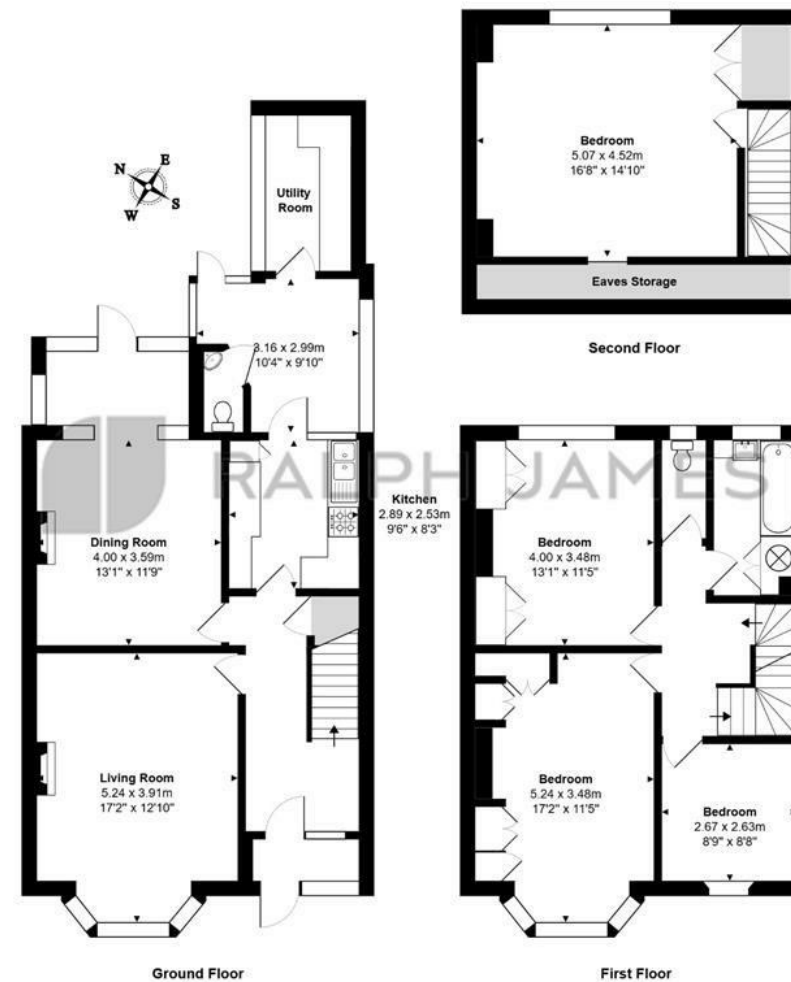 N
E
W
S
Utility
Room
3.16 x 2.99m
10'4" x 9'10"
Kitchen
2.89 x 2.53m
9'6" x 8'3"
Dining Room
4.00 x 3.59m
13'1" x 11'9"
Living Room
5.24 x 3.91m
17'2" x 12'10"
Ground Floor
Bedroom
5.07 x 4.52m
16'8" x 14'10"
Eaves Storage
Second Floor
Bedroom
4.00 x 3.48m
13'1" x 11'5"
Bedroom
5.24 x 3.48m
17'2" x 11'5"
Bedroom
2.67 x 2.63m
8'9" x 8'8"
First Floor
RALPH JAMES